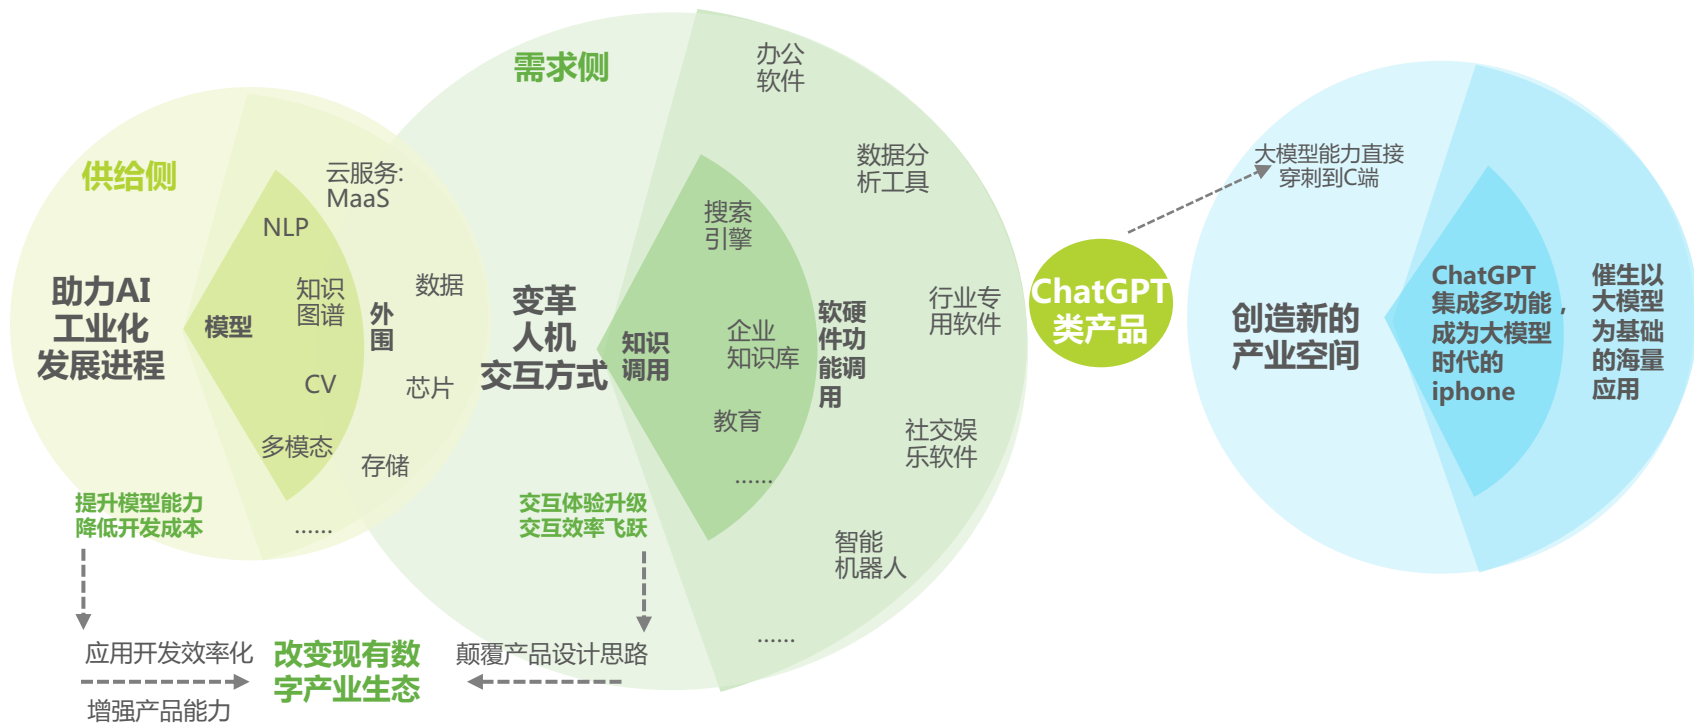 供给侧
助力AI
工业化
发展进程
模型
NLP
知识
图谱
CV
多模态
外
围
云服务:
MaaS
数据
芯片
存储
......
提升模型能力
降低开发成本
需求侧
变革
人机
交互方式
知识
调用
搜索
引擎
企业
知识库
教育
......
软硬
件功
能调
用
办公
软件
数据分
析工具
行业专
用软件
社交娱
乐软件
智能
机器人
......
交互体验升级
交互效率飞跃
应用开发效率化
增强产品能力
改变现有数
字产业生态
颠覆产品设计思路
ChatGPT
类产品
大模型能力直接
穿刺到C端
创造新的
产业空间
ChatGPT
集成多功能，
成为大模型
时代的
iphone
催生以
大模型
为基础
的海量
应用